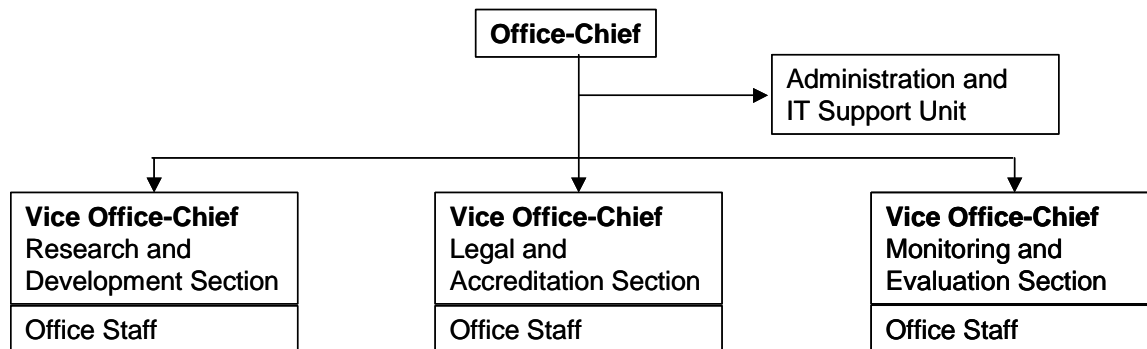 Office-Chief
Administration and
IT Support Unit
Vice Office-Chief
Research and
Development Section
Office Staff
Vice Office-Chief
Legal and
Accreditation Section
Office Staff
Vice Office-Chief
Monitoring and
Evaluation Section
Office Staff